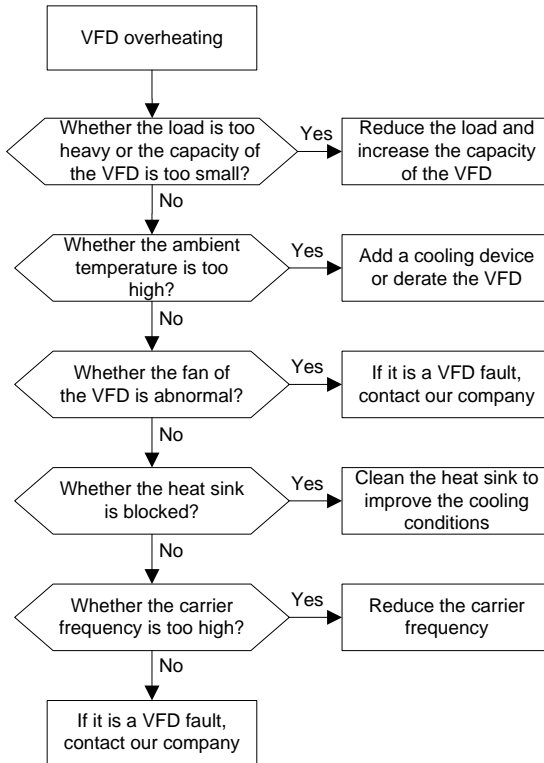 VFD overheating
Whether the load is too
heavy or the capacity of
the VFD is too small?
Yes
Reduce the load and
increase the capacity
of the VFD
No
Whether the ambient
temperature is too
high?
Yes
Add a cooling device
or derate the VFD
No
Whether the fan of
the VFD is abnormal?
Yes
If it is a VFD fault,
contact our company
No
Whether the heat sink
is blocked?
Yes
Clean the heat sink to
improve the cooling
conditions
No
Whether the carrier
frequency is too high?
Yes
Reduce the carrier
frequency
No
If it is a VFD fault,
contact our company